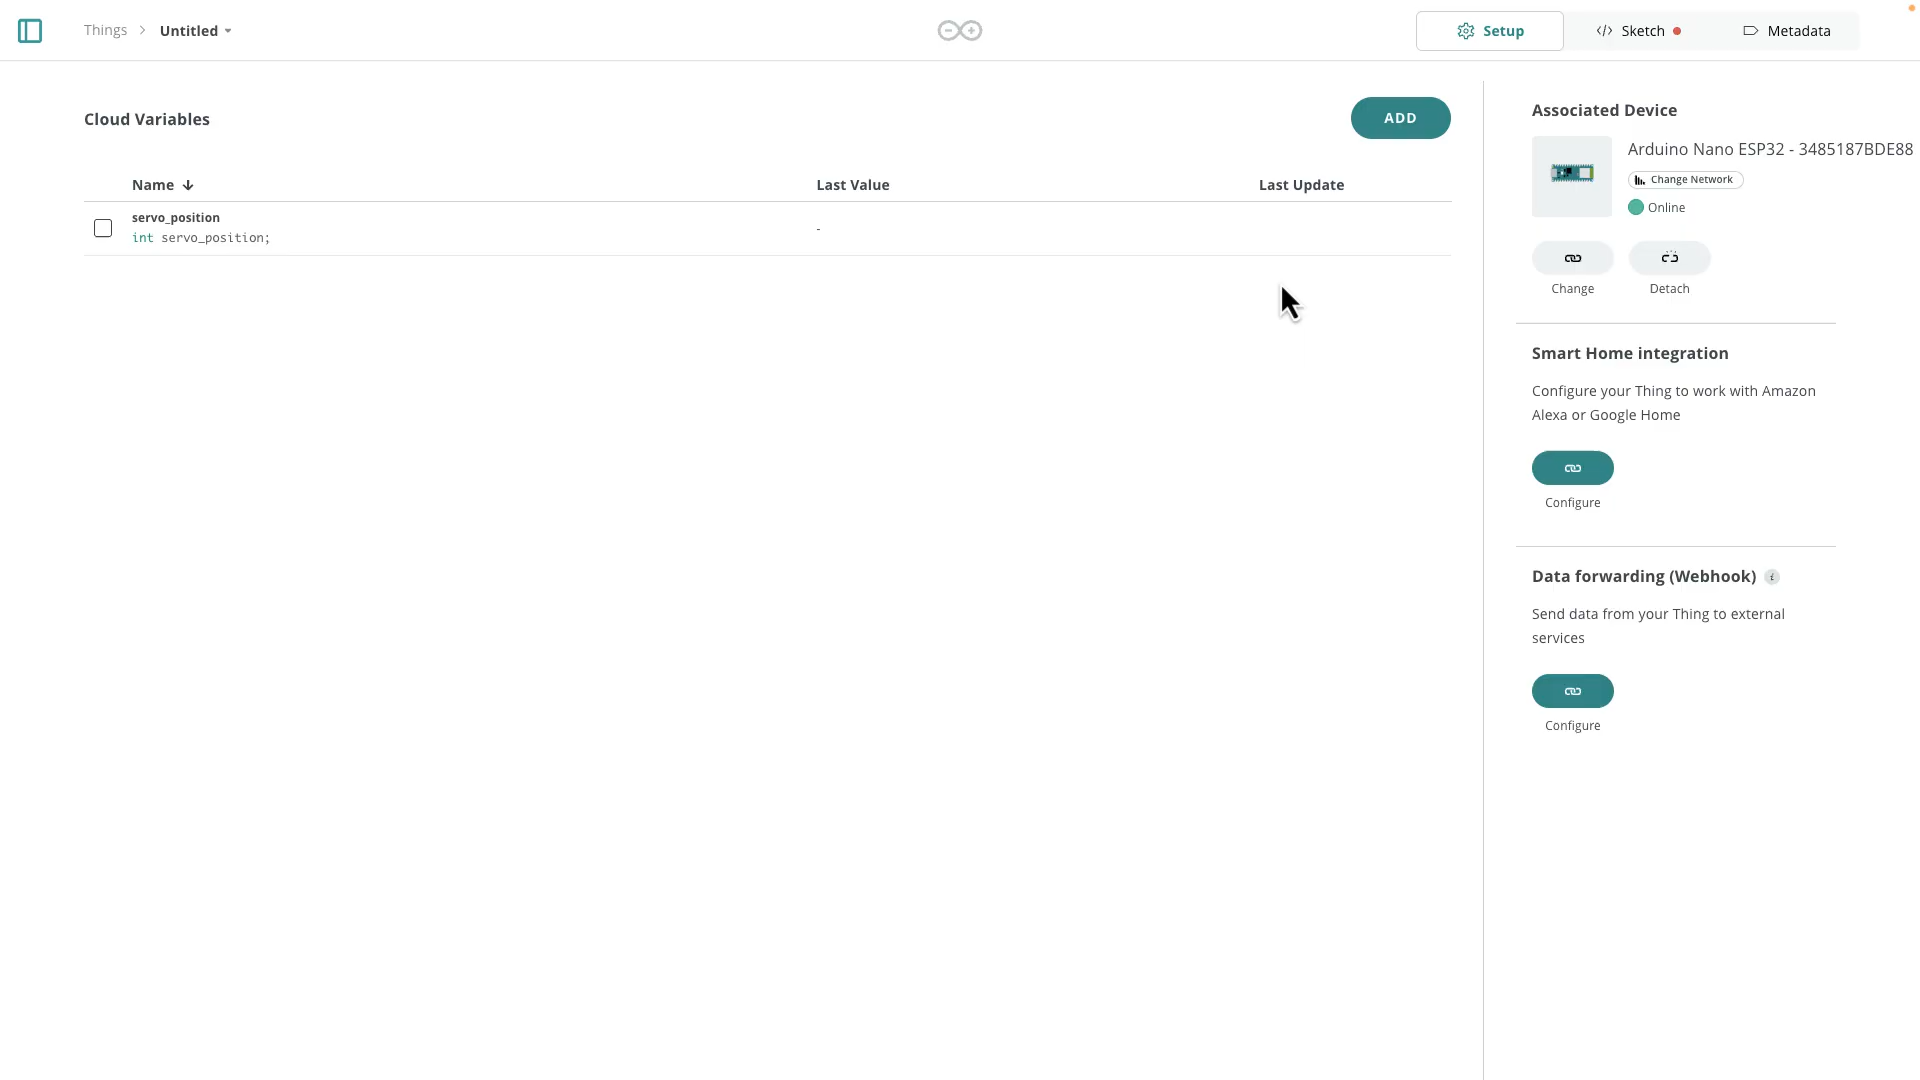 Things > Untitled
Setup
</> Sketch
Metadata
Cloud Variables
ADD
Name ↓
Last Value
Last Update
servo_position
int servo_position;
-
Associated Device
Arduino Nano ESP32 - 3485187BDE88
Change Network
Online
Change
Detach
Smart Home integration
Configure your Thing to work with Amazon
Alexa or Google Home
Configure
Data forwarding (Webhook) i
Send data from your Thing to external
services
Configure